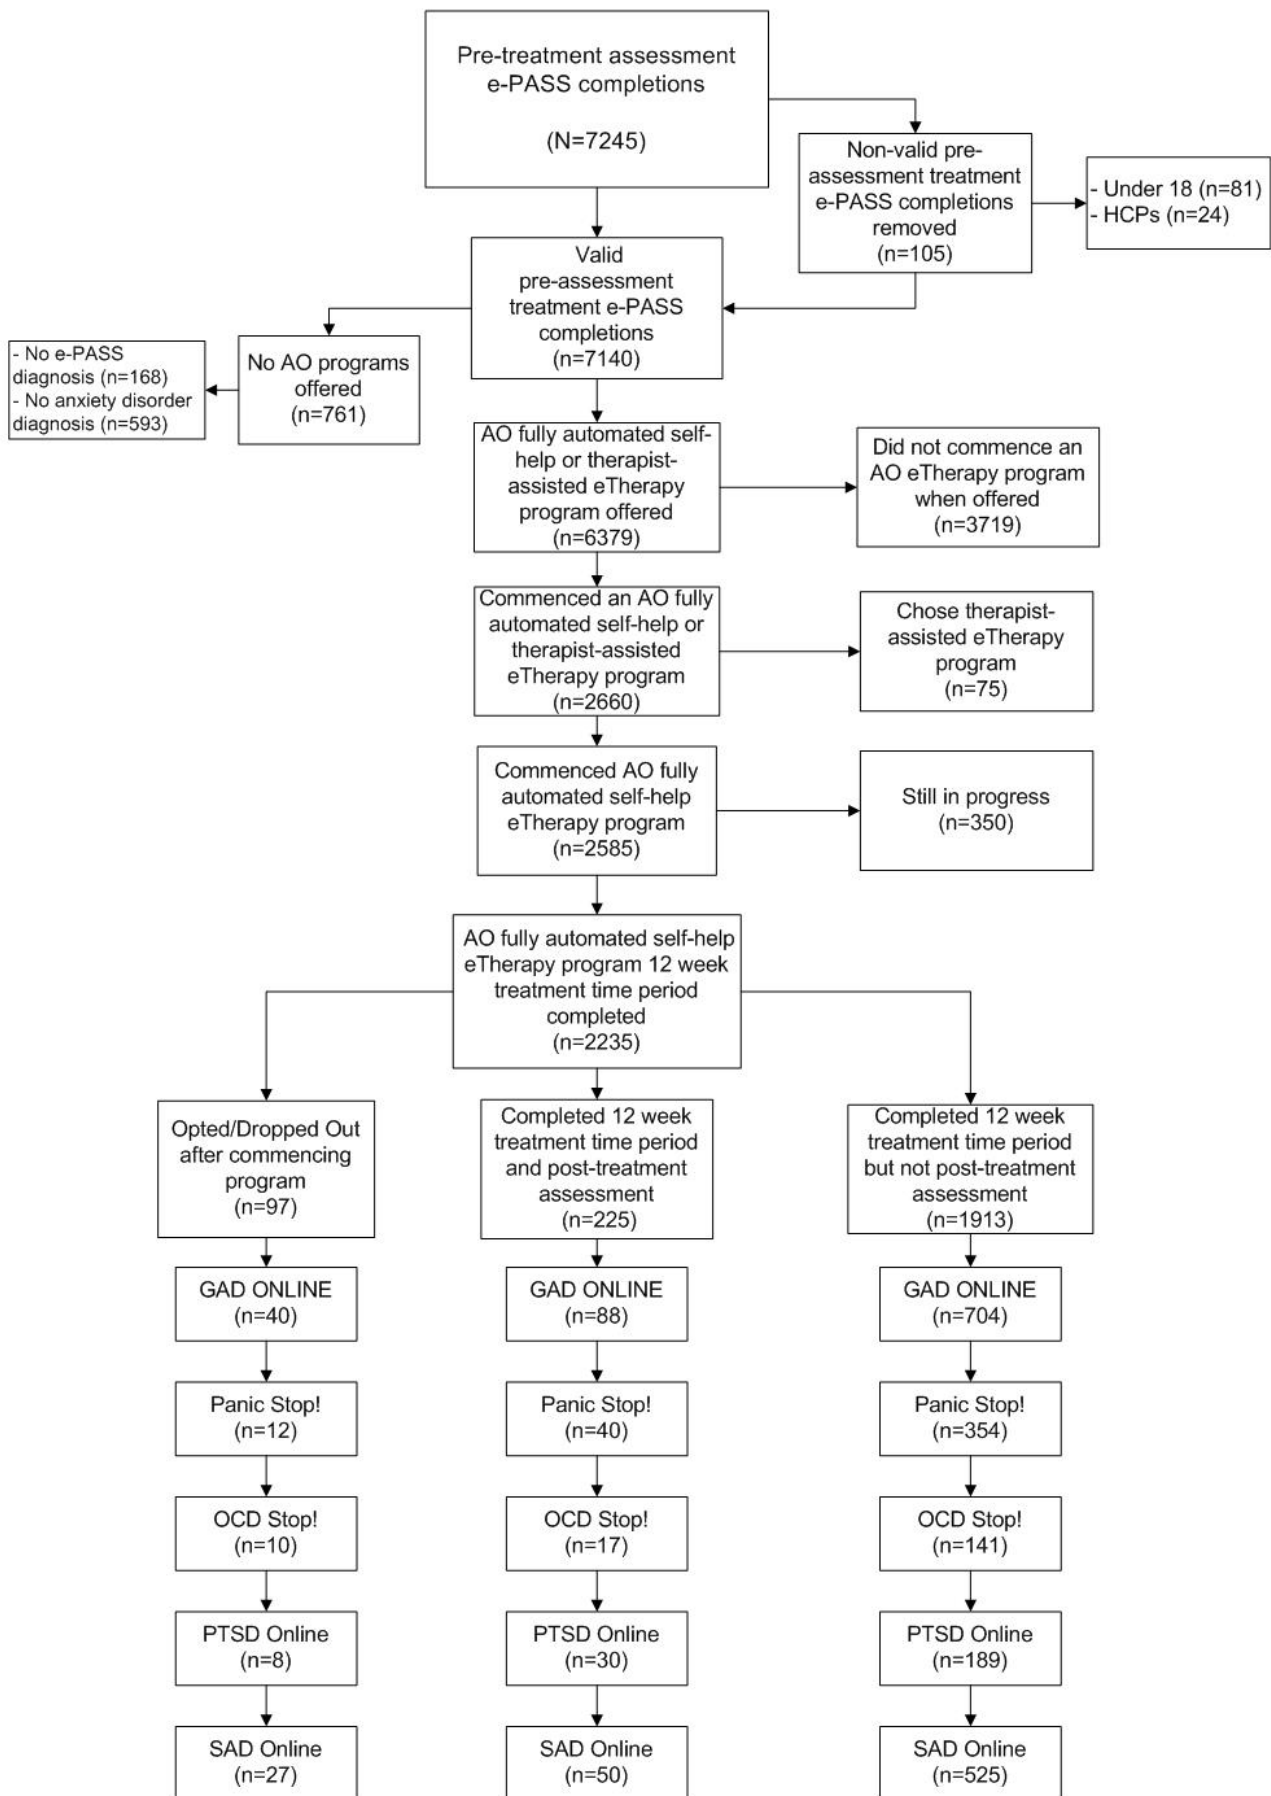 Pre-treatment assessment
e-PASS completions
(N=7245)
Non-valid pre-
assessment treatment
e-PASS completions
removed
(n=105)
- Under 18 (n=81)
- HCPs (n=24)
Valid
pre-assessment
treatment e-PASS
completions
(n=7140)
No AO programs
offered
(n=761)
- No e-PASS
diagnosis (n=168)
- No anxiety disorder
diagnosis (n=593)
AO fully automated self-
help or therapist-
assisted eTherapy
program offered
(n=6379)
Did not commence an
AO eTherapy program
when offered
(n=3719)
Commenced an AO fully
automated self-help or
therapist-assisted
eTherapy program
(n=2660)
Chose therapist-
assisted eTherapy
program
(n=75)
Commenced AO fully
automated self-help
eTherapy program
(n=2585)
Still in progress
(n=350)
AO fully automated self-help
eTherapy program 12 week
treatment time period
completed
(n=2235)
Opted/Dropped Out
after commencing
program
(n=97)
GAD ONLINE
(n=40)
Panic Stop!
(n=12)
OCD Stop!
(n=10)
PTSD Online
(n=8)
SAD Online
(n=27)
Completed 12 week
treatment time period
and post-treatment
assessment
(n=225)
GAD ONLINE
(n=88)
Panic Stop!
(n=40)
OCD Stop!
(n=17)
PTSD Online
(n=30)
SAD Online
(n=50)
Completed 12 week
treatment time period
but not post-treatment
assessment
(n=1913)
GAD ONLINE
(n=704)
Panic Stop!
(n=354)
OCD Stop!
(n=141)
PTSD Online
(n=189)
SAD Online
(n=525)